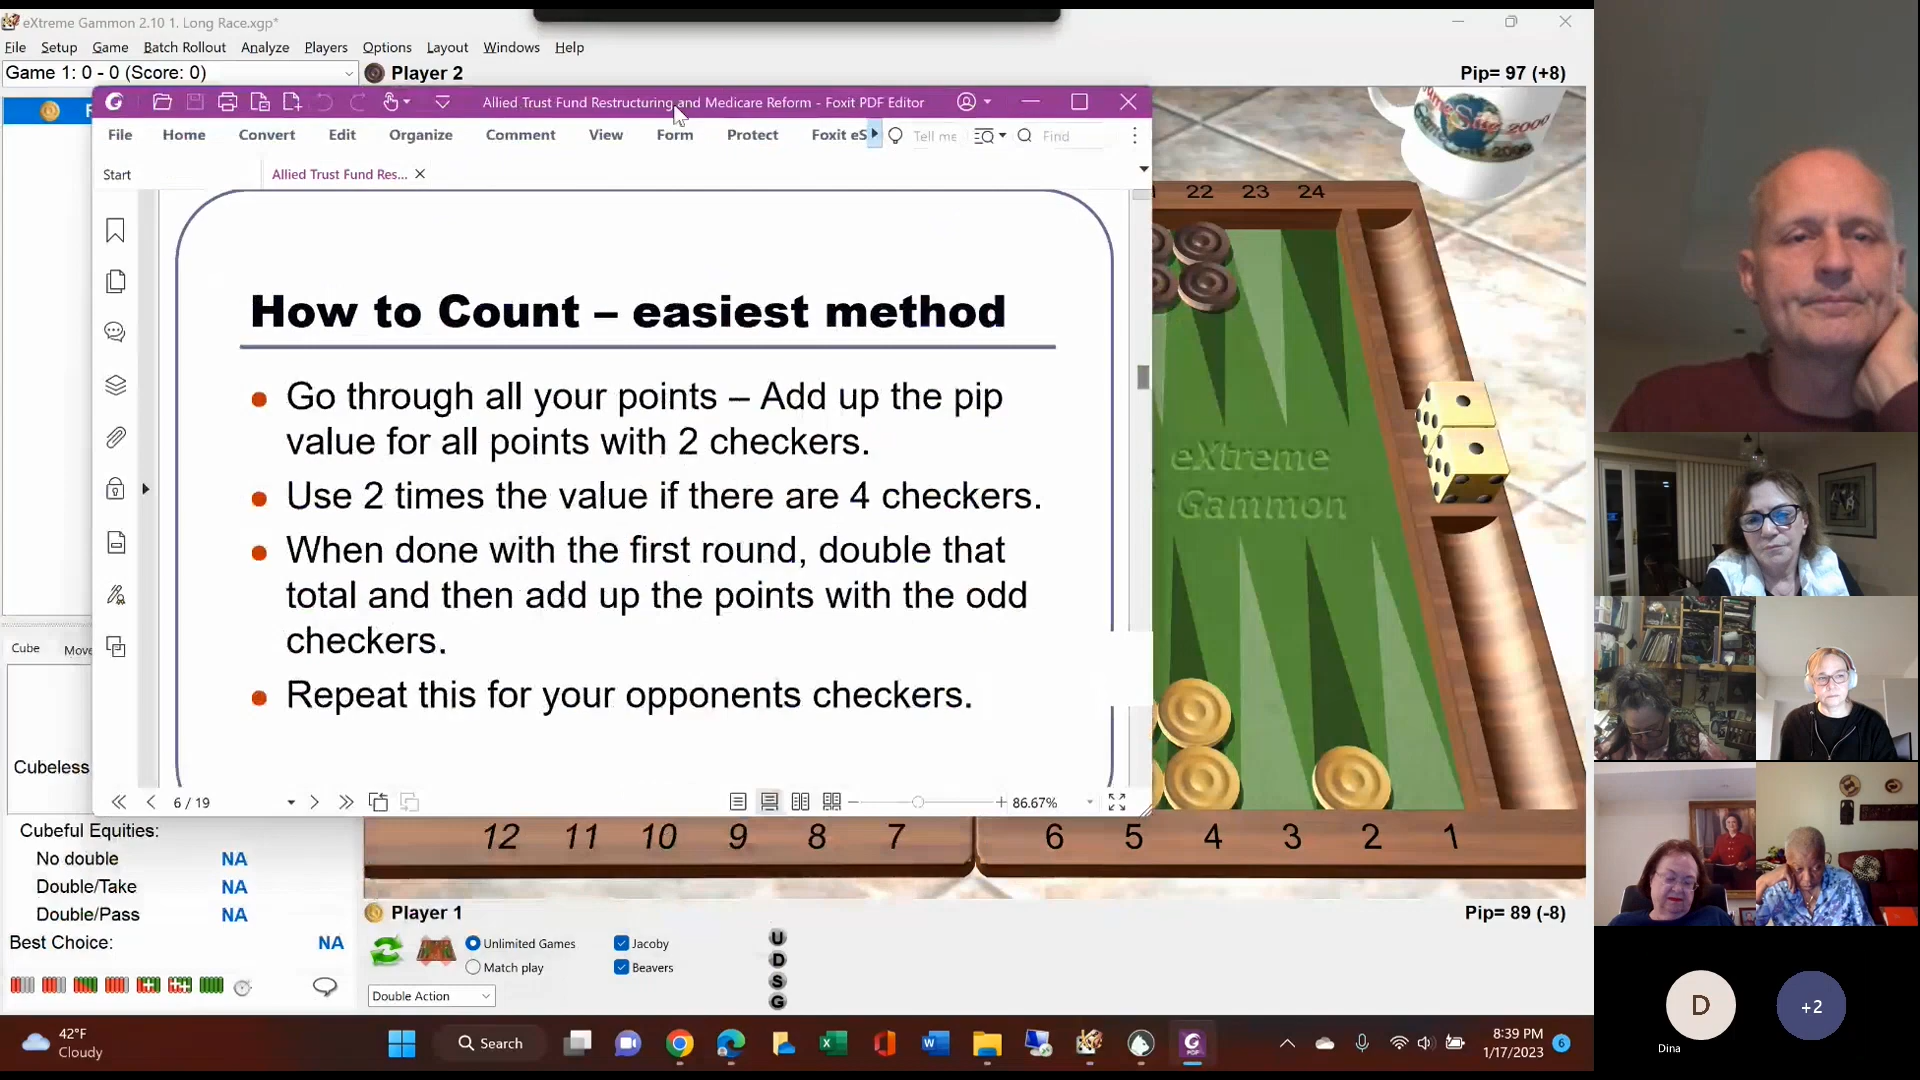 eXtreme Gammon 2.10 1. Long Race.xgp*
File Setup Game Batch Rollout Analyze Players Options Layout Windows Help
Game 1: 0 - 0 (Score: 0)
Player 2
Pip= 97 (+8)
Allied Trust Fund Restructuring and Medicare Reform - Foxit PDF Editor
File Home Convert Edit Organize Comment View Form Protect Foxit eS Tell me Find
Start
Allied Trust Fund Res...
22 23 24
GameSite 2000
How to Count – easiest method
Go through all your points – Add up the pip
value for all points with 2 checkers.
Use 2 times the value if there are 4 checkers.
When done with the first round, double that
total and then add up the points with the odd
checkers.
Repeat this for your opponents checkers.
eXtreme
Gammon
Cube Move
Cubeless
6 / 19
86.67%
Cubeful Equities:
No double NA
Double/Take NA
Double/Pass NA
Best Choice: NA
12 11 10 9 8 7 6 5 4 3 2 1
Player 1
Pip= 89 (-8)
Unlimited Games
Match play
Jacoby
Beavers
Double Action
U
D
S
G
D
+2
Dina
42°F
Cloudy
Search
8:39 PM
1/17/2023
6